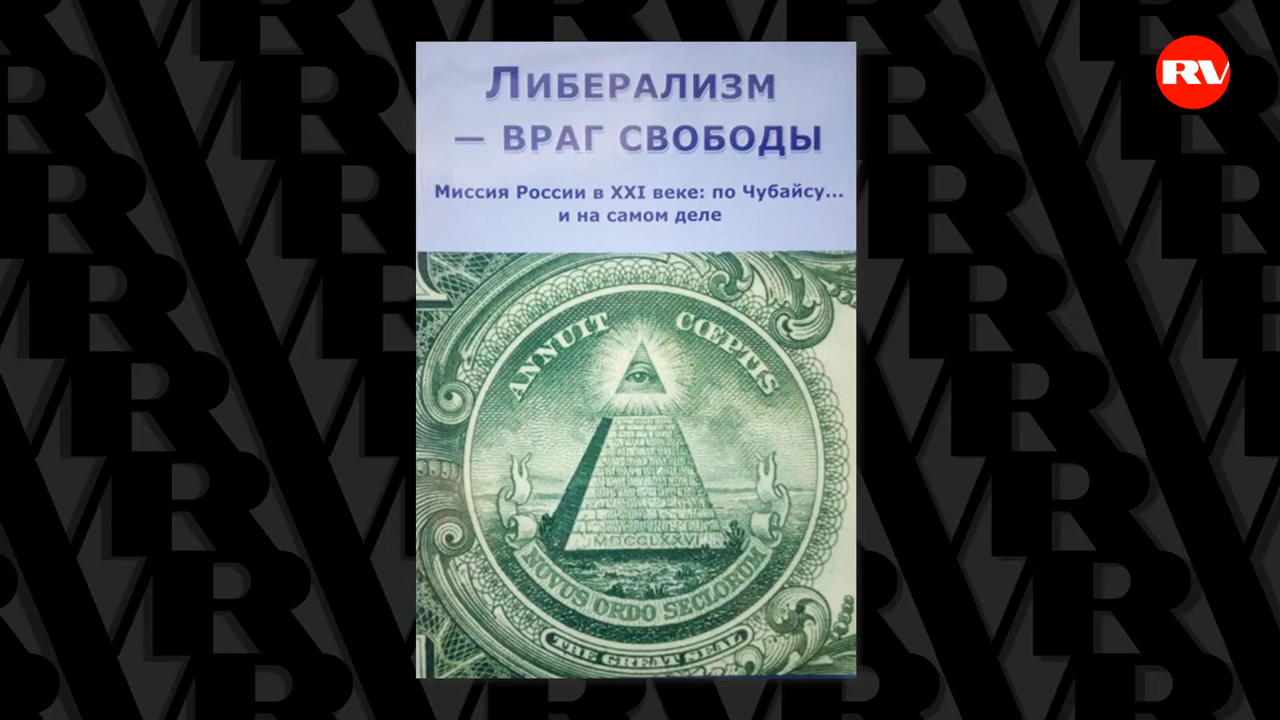 RV
Либерализм
— враг свободы
Миссия России в XXI веке: по Чубайсу...
и на самом деле
ANNUIT CŒPTIS
MDCCLXXVI
NOVUS ORDO SECLORUM
THE GREAT SEAL